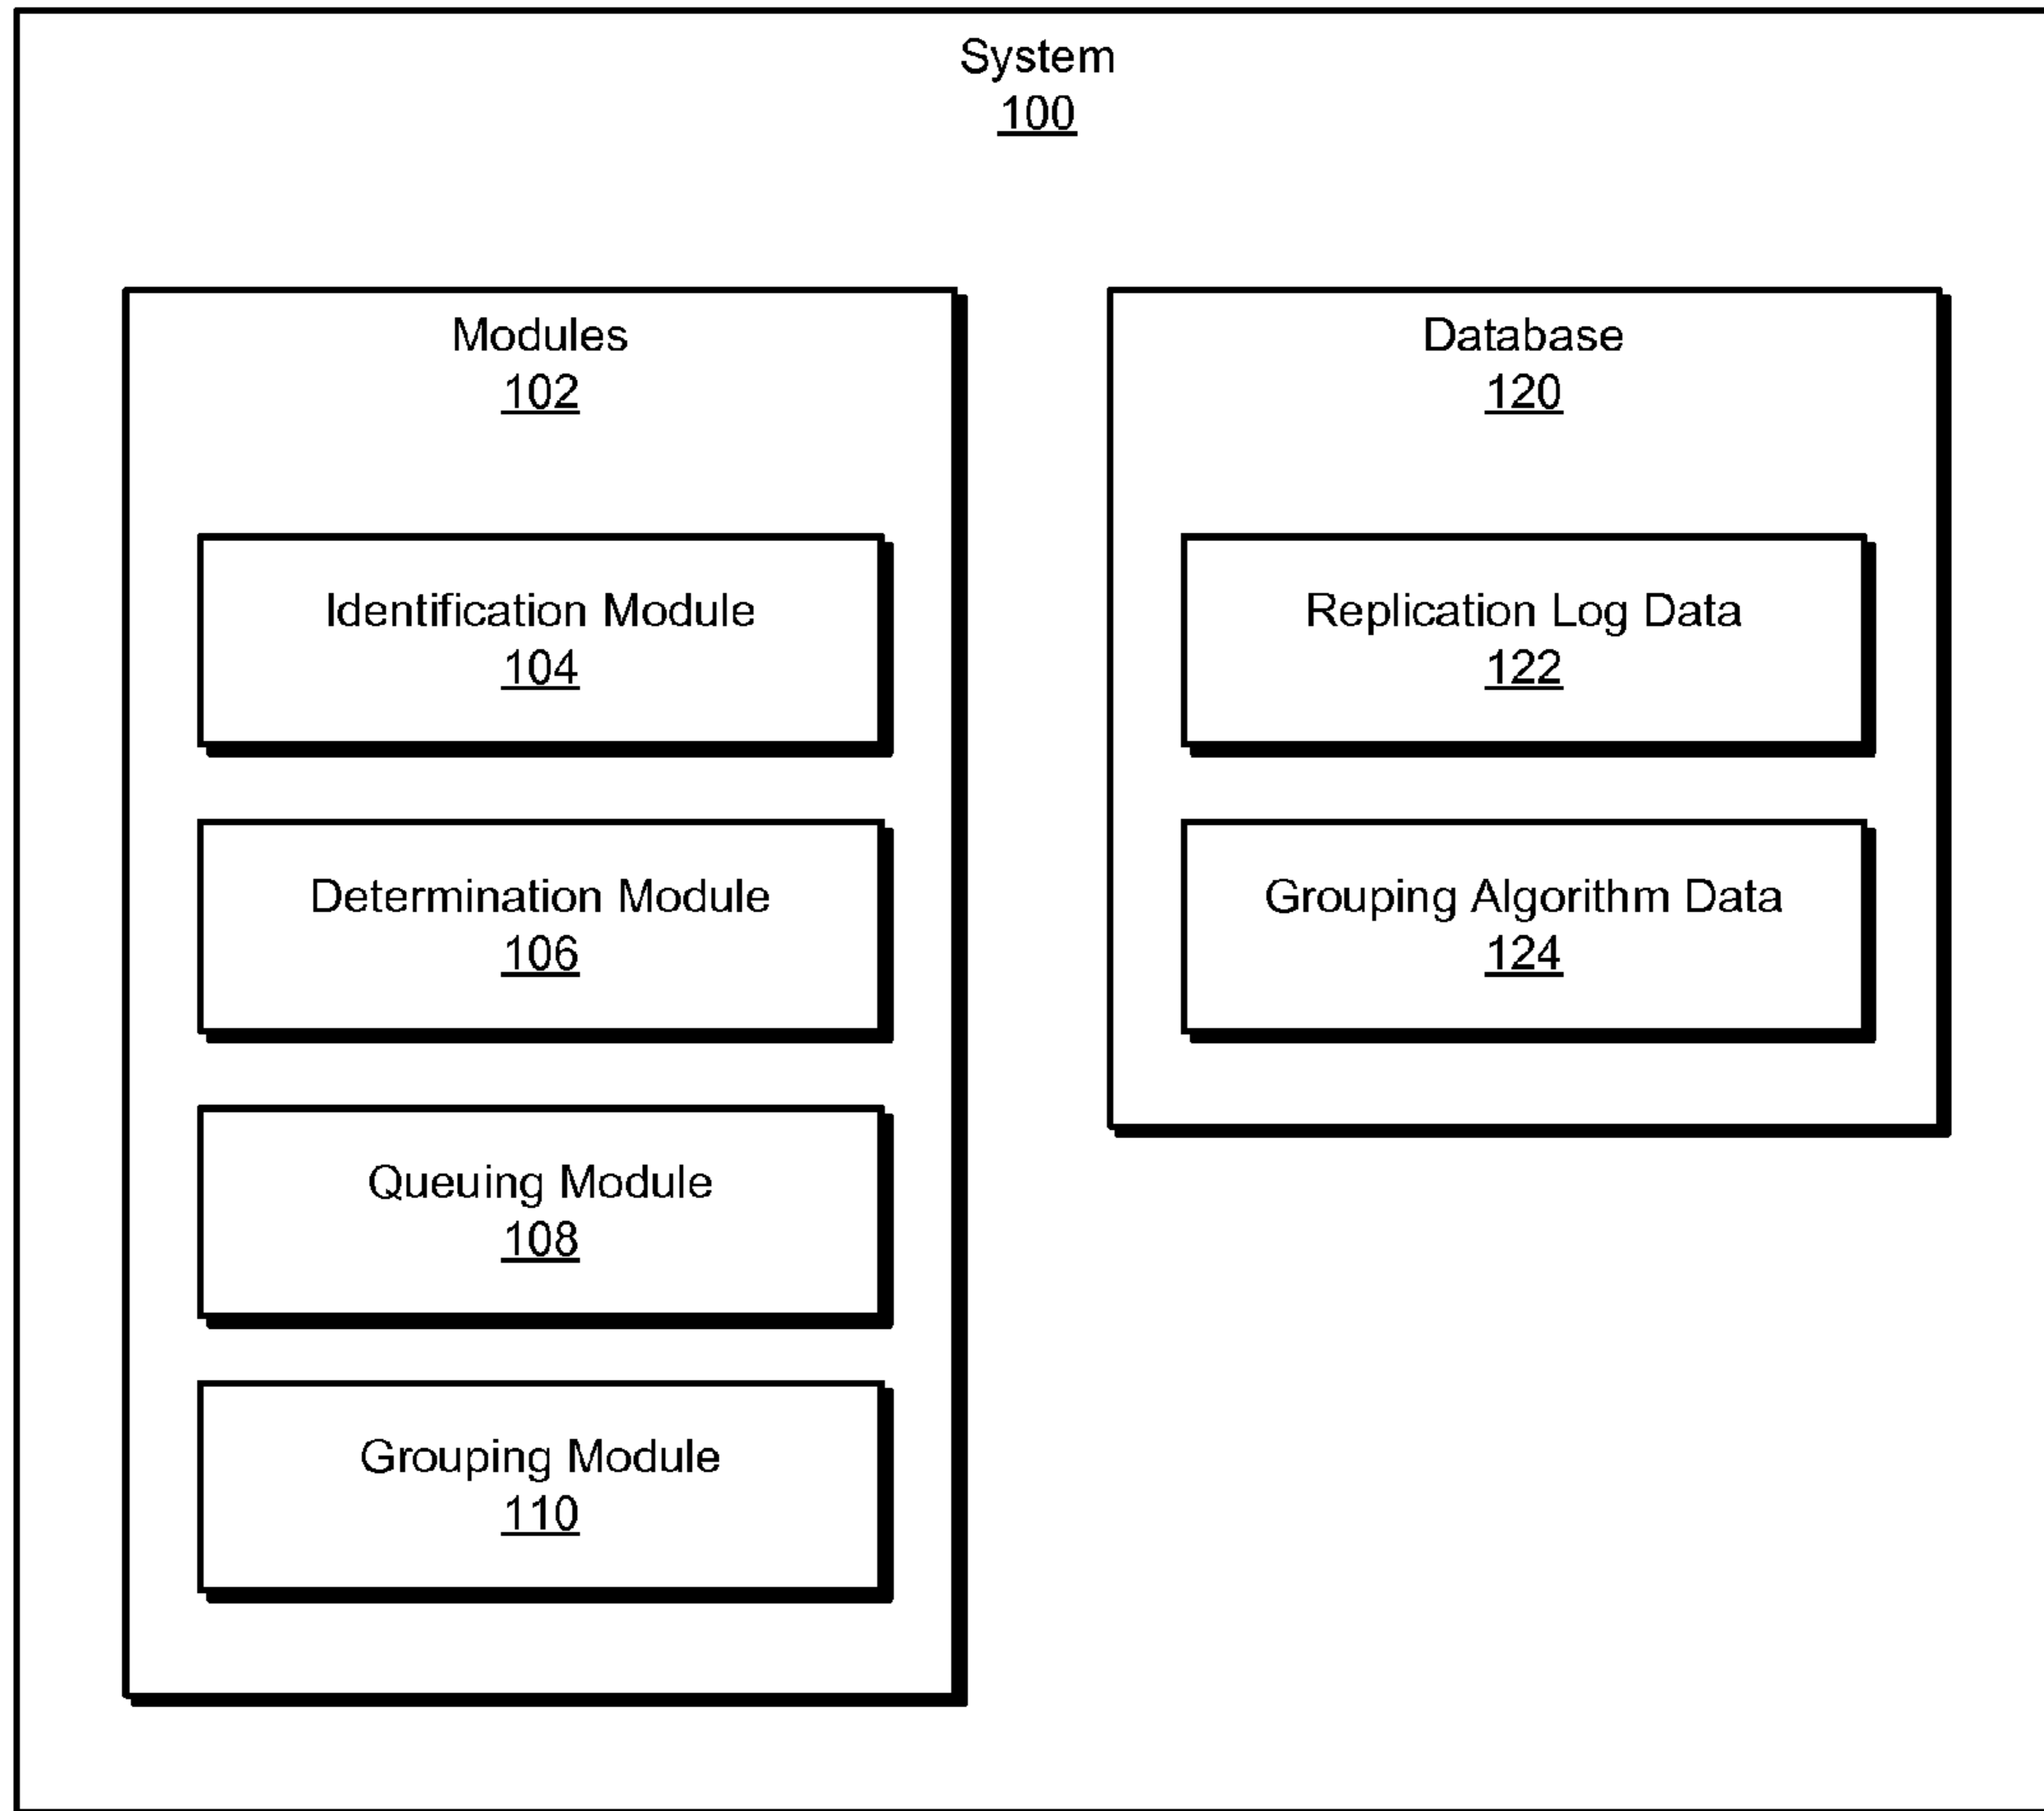 System
100
Modules
102
Identification Module
104
Determination Module
106
Queuing Module
108
Grouping Module
110
Database
120
Replication Log Data
122
Grouping Algorithm Data
124